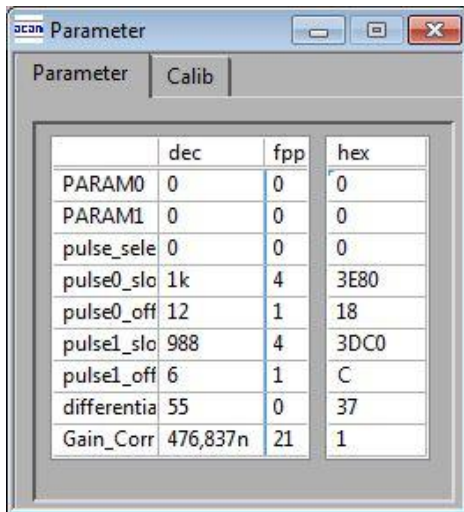 acan Parameter
Parameter Calib
dec fpp hex
PARAM0 0 0 0
PARAM1 0 0 0
pulse_sele 0 0 0
pulse0_slo 1k 4 3E80
pulse0_off 12 1 18
pulse1_slo 988 4 3DC0
pulse1_off 6 1 C
differentia 55 0 37
Gain_Corr 476,837n 21 1